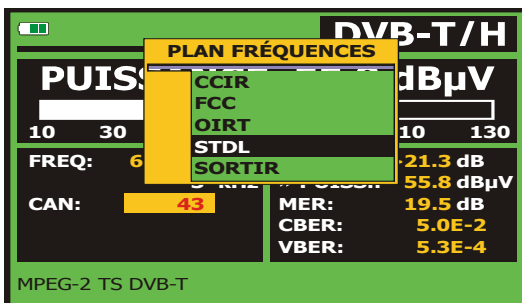 DVB-T/H
PLAN FRÉQUENCES
CCIR
FCC
OIRT
STDL
SORTIR
dBµV
10 30 10 130
FREQ: 6 21.3 dB
55.8 dBµV
CAN: 43 MER: 19.5 dB
CBER: 5.0E-2
VBER: 5.3E-4
MPEG-2 TS DVB-T